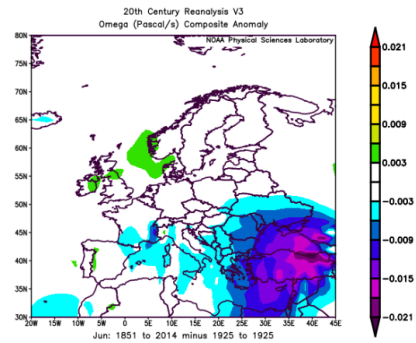 20th Century Reanalysis V3
Omega (Pascal/s) Composite Anomaly
NOAA Physical Sciences Laboratory
80N
75N
70N
65N
60N
55N
50N
45N
40N
35N
30N
20W 15W 10W 5W 0 5E 10E 15E 20E 25E 30E 35E 40E 45E
Jun: 1851 to 2014 minus 1925 to 1925
0.021
0.015
0.009
0.003
-0.003
-0.009
-0.015
-0.021